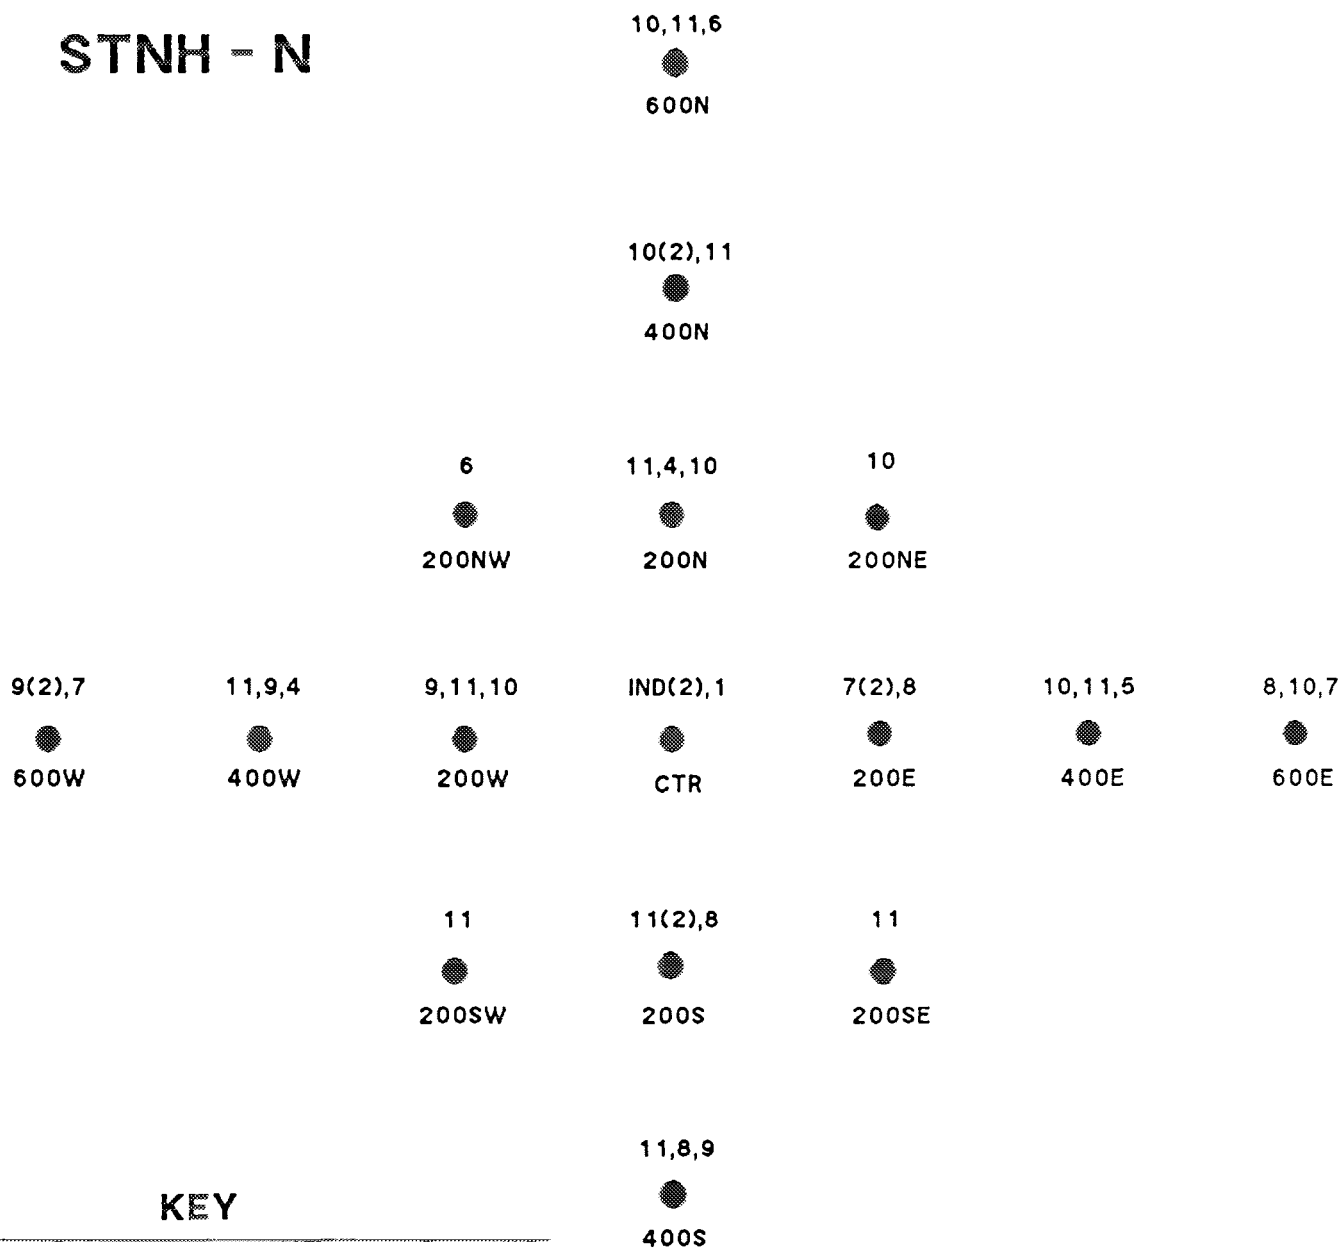 STNH - N
10,11,6
600N
10(2),11
400N
6 11,4,10 10
200NW 200N 200NE
9(2),7 11,9,4 9,11,10 IND(2),1 7(2),8 10,11,5 8,10,7
600W 400W 200W CTR 200E 400E 600E
11 11(2),8 11
200SW 200S 200SE
11,8,9
400S
KEY